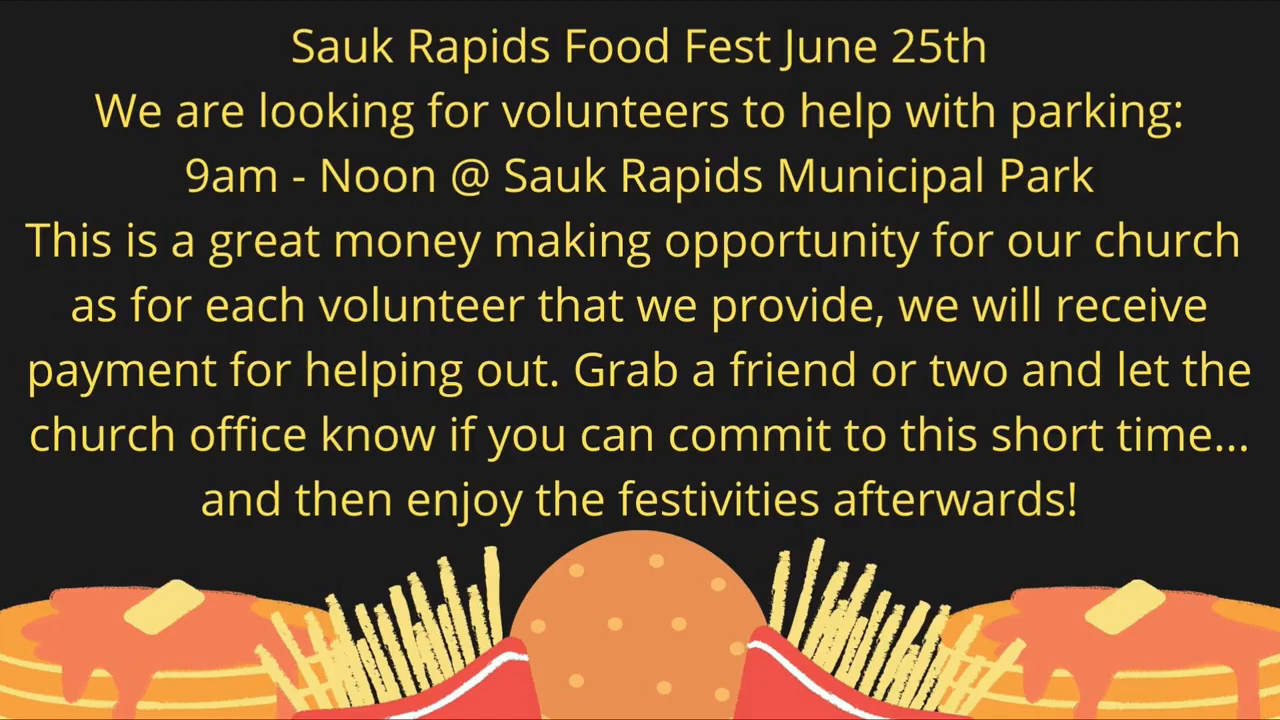 Sauk Rapids Food Fest June 25th
We are looking for volunteers to help with parking:
9am - Noon @ Sauk Rapids Municipal Park
This is a great money making opportunity for our church
as for each volunteer that we provide, we will receive
payment for helping out. Grab a friend or two and let the
church office know if you can commit to this short time...
and then enjoy the festivities afterwards!